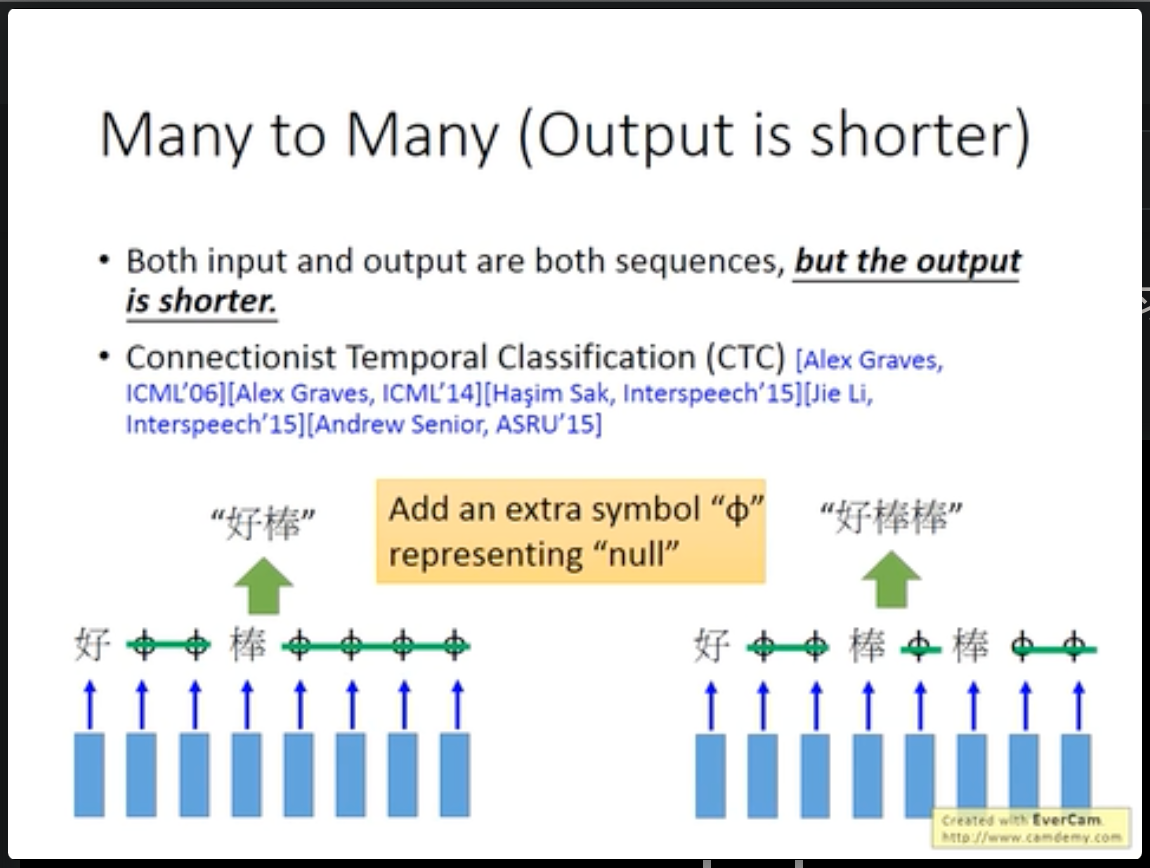 Many to Many (Output is shorter)
• Both input and output are both sequences, but the output
is shorter.
• Connectionist Temporal Classification (CTC) [Alex Graves,
ICML’06][Alex Graves, ICML’14][Haşim Sak, Interspeech’15][Jie Li,
Interspeech’15][Andrew Senior, ASRU’15]
“好棒”
Add an extra symbol “ϕ”
representing “null”
“好棒棒”
好 ϕ ϕ 棒 ϕ ϕ ϕ ϕ
好 ϕ ϕ 棒 ϕ 棒 ϕ ϕ
Created with EverCam.
http://www.camdemy.com